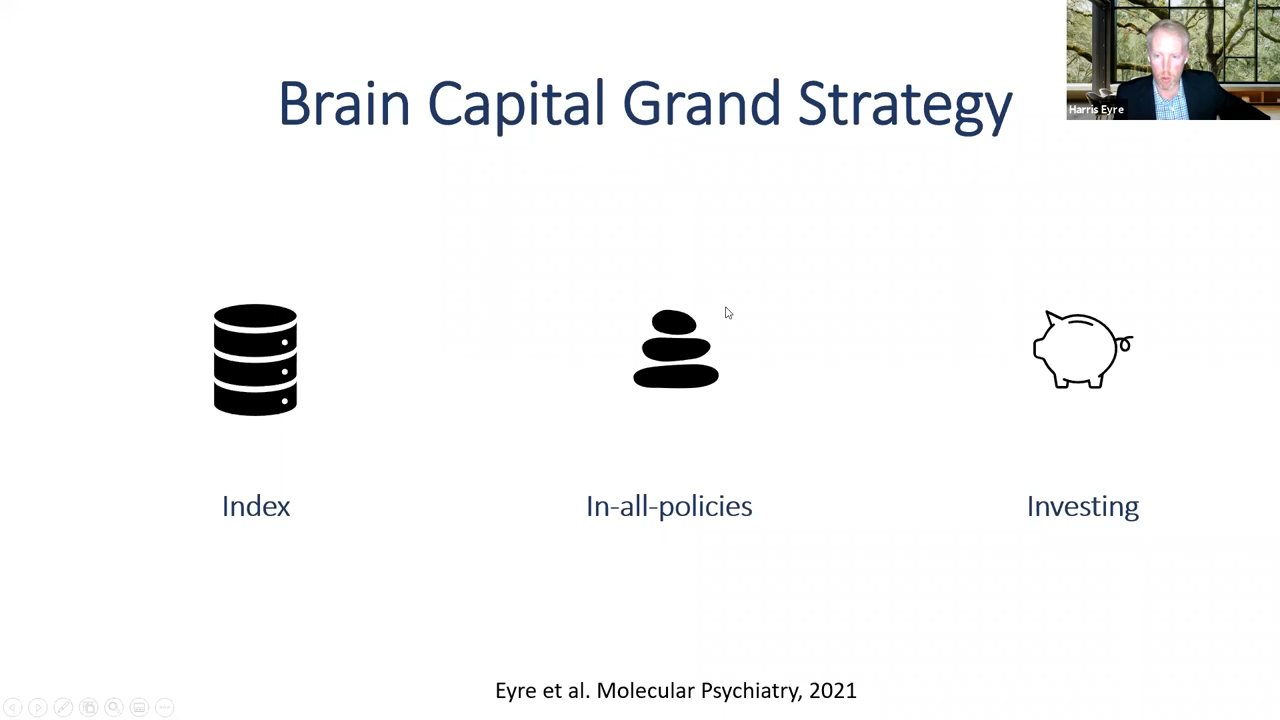 Brain Capital Grand Strategy
Harris Eyre
Index
In-all-policies
Investing
Eyre et al. Molecular Psychiatry, 2021